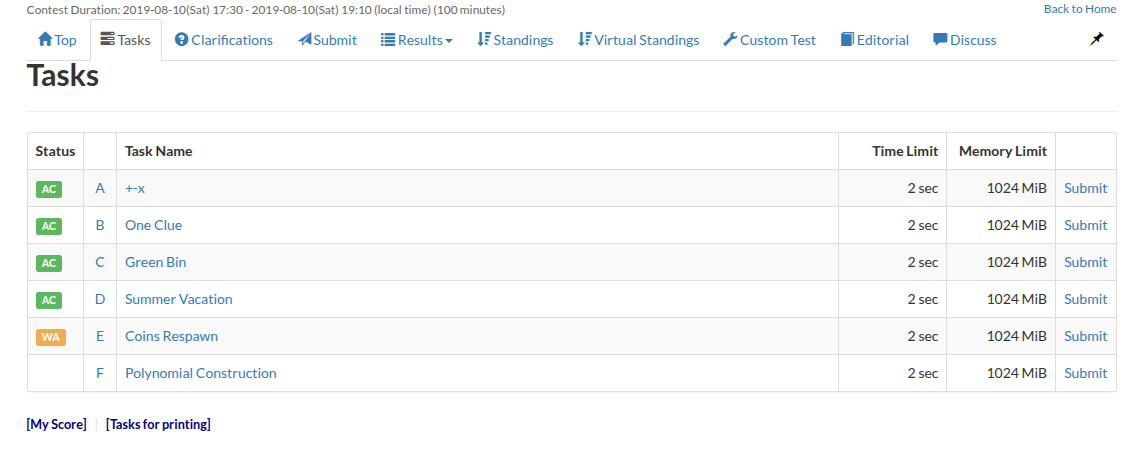 Contest Duration: 2019-08-10(Sat) 17:30 - 2019-08-10(Sat) 19:10 (local time) (100 minutes) Back to Home
Top Tasks Clarifications Submit Results Standings Virtual Standings Custom Test Editorial Discuss
Tasks
Status Task Name Time Limit Memory Limit
AC A +-x 2 sec 1024 MiB Submit
AC B One Clue 2 sec 1024 MiB Submit
AC C Green Bin 2 sec 1024 MiB Submit
AC D Summer Vacation 2 sec 1024 MiB Submit
WA E Coins Respawn 2 sec 1024 MiB Submit
F Polynomial Construction 2 sec 1024 MiB Submit
[My Score] | [Tasks for printing]